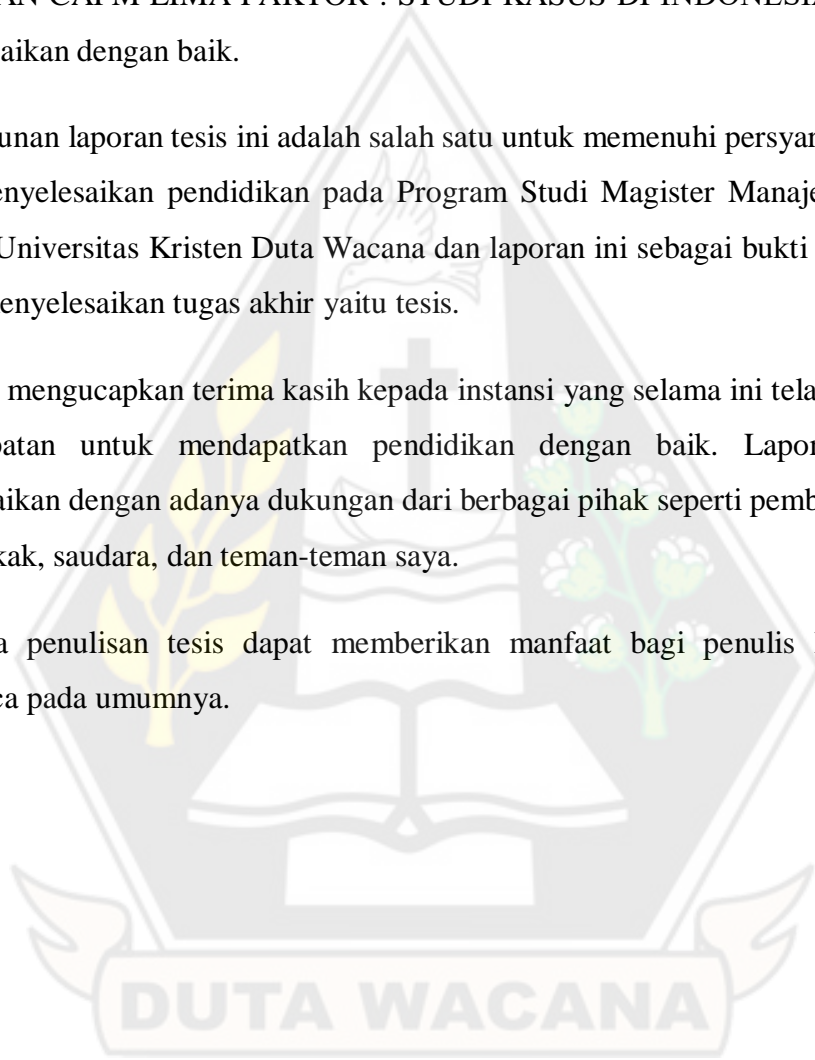 CAPM LIMA FAKTOR : STUDI KASUS DI INDONESIA
aikan dengan baik.
unan laporan tesis ini adalah salah satu untuk memenuhi persyar
enyelesaikan pendidikan pada Program Studi Magister Manaje
Universitas Kristen Duta Wacana dan laporan ini sebagai bukti
enyelesaikan tugas akhir yaitu tesis.
mengucapkan terima kasih kepada instansi yang selama ini tela
patan untuk mendapatkan pendidikan dengan baik. Lapor
aikan dengan adanya dukungan dari berbagai pihak seperti pemb
kak, saudara, dan teman-teman saya.
a penulisan tesis dapat memberikan manfaat bagi penulis
ca pada umumnya.
DUTA WACANA